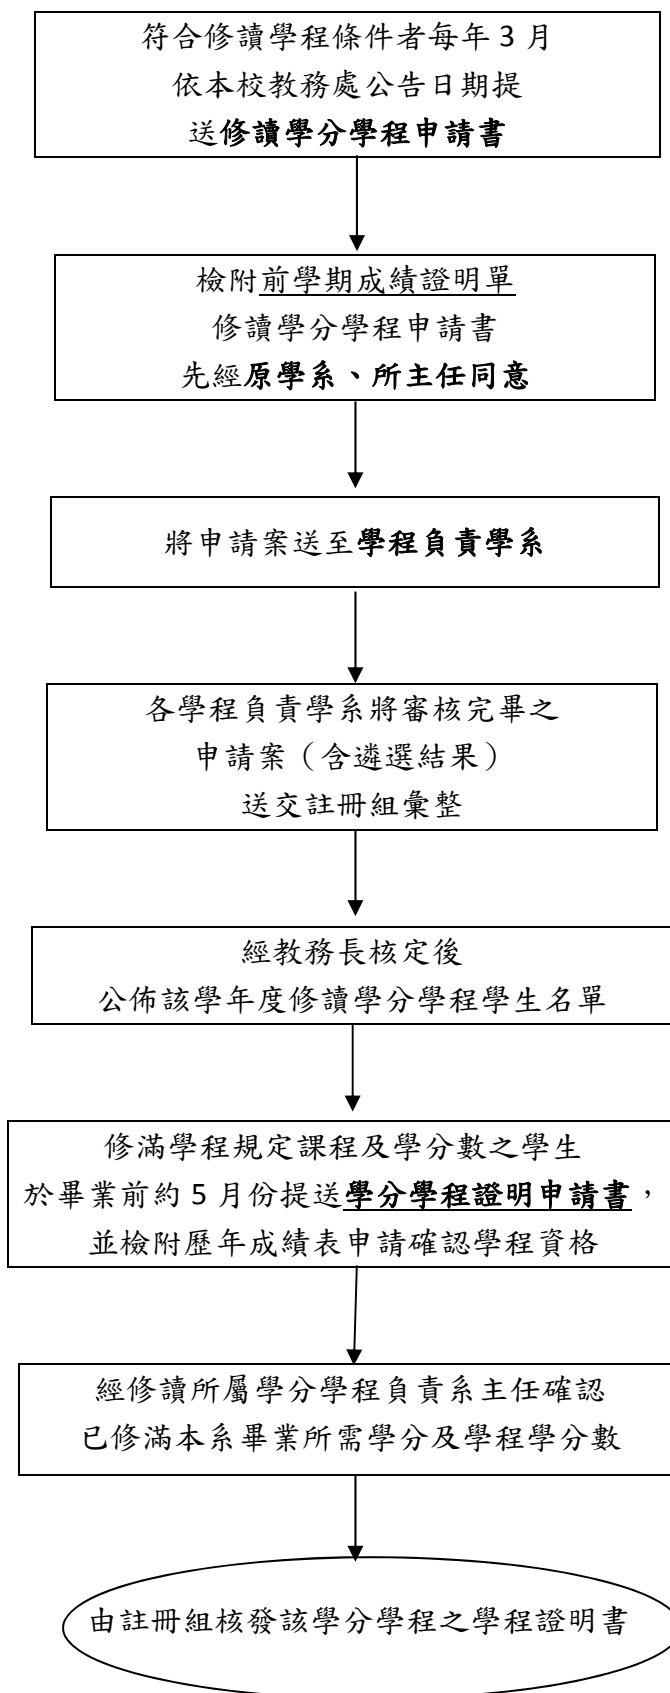 符合修讀學程條件者每年 3 月
依本校教務處公告日期提
送修讀學分學程申請書
檢附前學期成績證明單
修讀學分學程申請書
先經原學系、所主任同意
將申請案送至學程負責學系
各學程負責學系將審核完畢之
申請案（含遴選結果）
送交註冊組彙整
經教務長核定後
公佈該學年度修讀學分學程學生名單
修滿學程規定課程及學分數之學生
於畢業前約 5 月份提送學分學程證明申請書，
並檢附歷年成績表申請確認學程資格
經修讀所屬學分學程負責系主任確認
已修滿本系畢業所需學分及學程學分數
由註冊組核發該學分學程之學程證明書